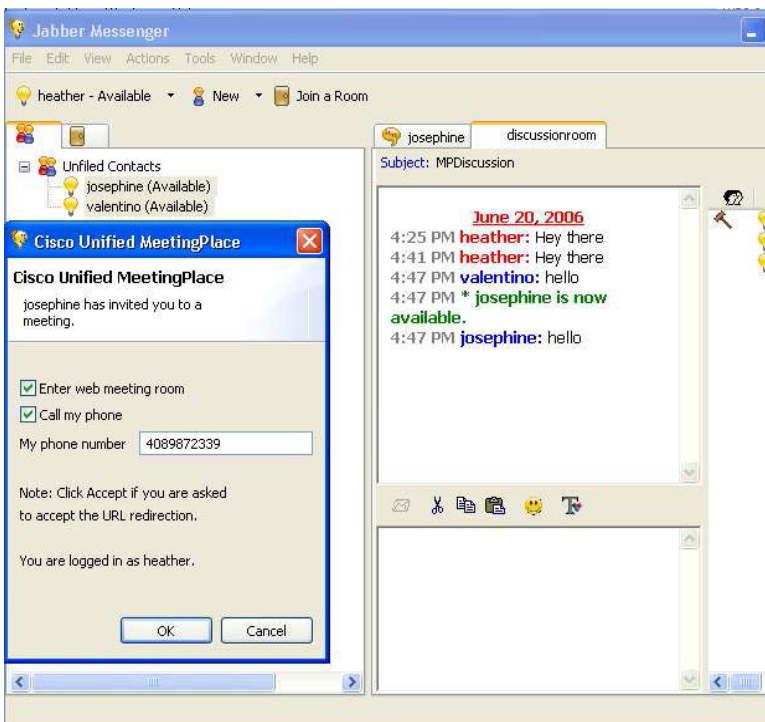 Jabber Messenger
File Edit View Actions Tools Window Help
heather - Available New Join a Room
josephine discussionroom
Unfiled Contacts
josephine (Available)
valentino (Available)
Cisco Unified MeetingPlace
Cisco Unified MeetingPlace
josephine has invited you to a
meeting.
Enter web meeting room
Call my phone
My phone number 4089872339
Note: Click Accept if you are asked
to accept the URL redirection.
You are logged in as heather.
OK Cancel
Subject: MPDiscussion
June 20, 2006
4:25 PM heather: Hey there
4:41 PM heather: Hey there
4:47 PM valentino: hello
4:47 PM * josephine is now
available.
4:47 PM josephine: hello